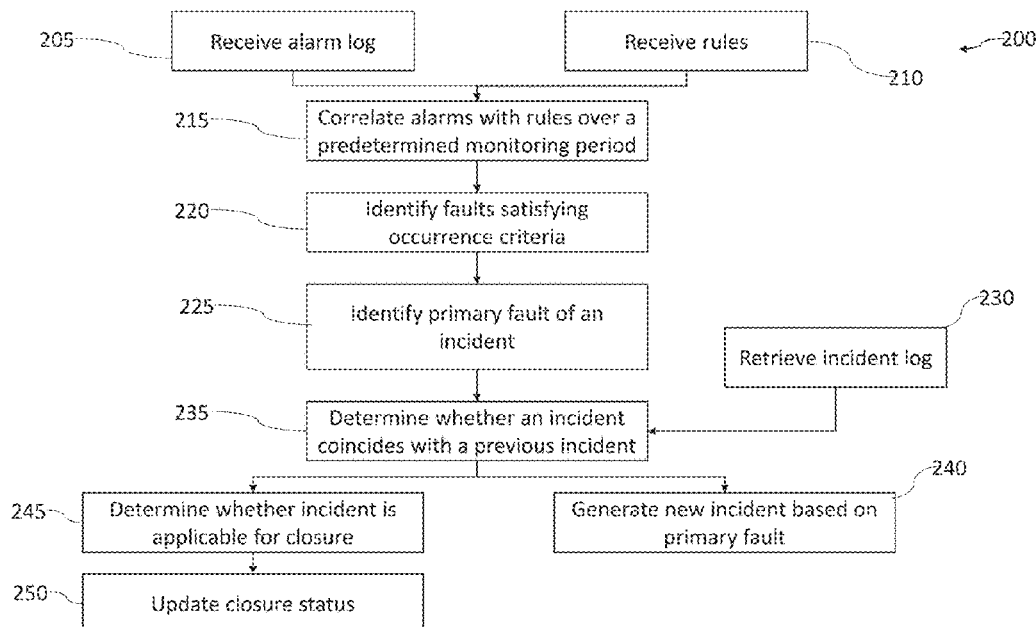 205
Receive alarm log
Receive rules
200
210
215
Correlate alarms with rules over a
predetermined monitoring period
220
Identify faults satisfying
occurrence criteria
225
Identify primary fault of an
incident
230
Retrieve incident log
235
Determine whether an incident
coincides with a previous incident
240
245
Determine whether incident is
applicable for closure
Generate new incident based on
primary fault
250
Update closure status